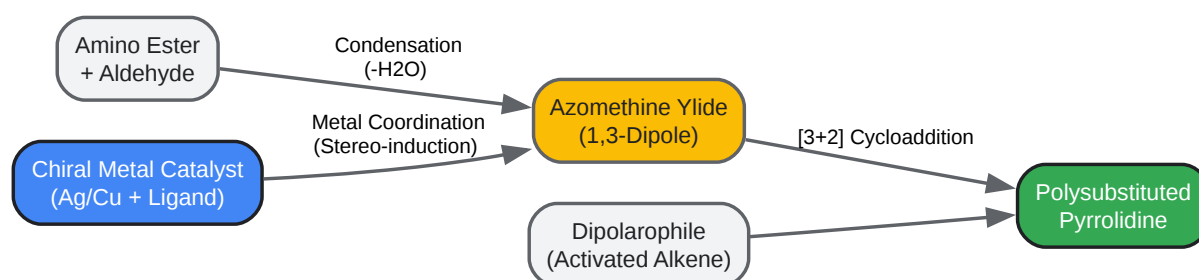 Amino Ester
+ Aldehyde
Condensation
(-H2O)
Chiral Metal Catalyst
(Ag/Cu + Ligand)
Metal Coordination
(Stereo-induction)
Azomethine Ylide
(1,3-Dipole)
[3+2] Cycloaddition
Dipolarophile
(Activated Alkene)
Polysubstituted
Pyrrolidine